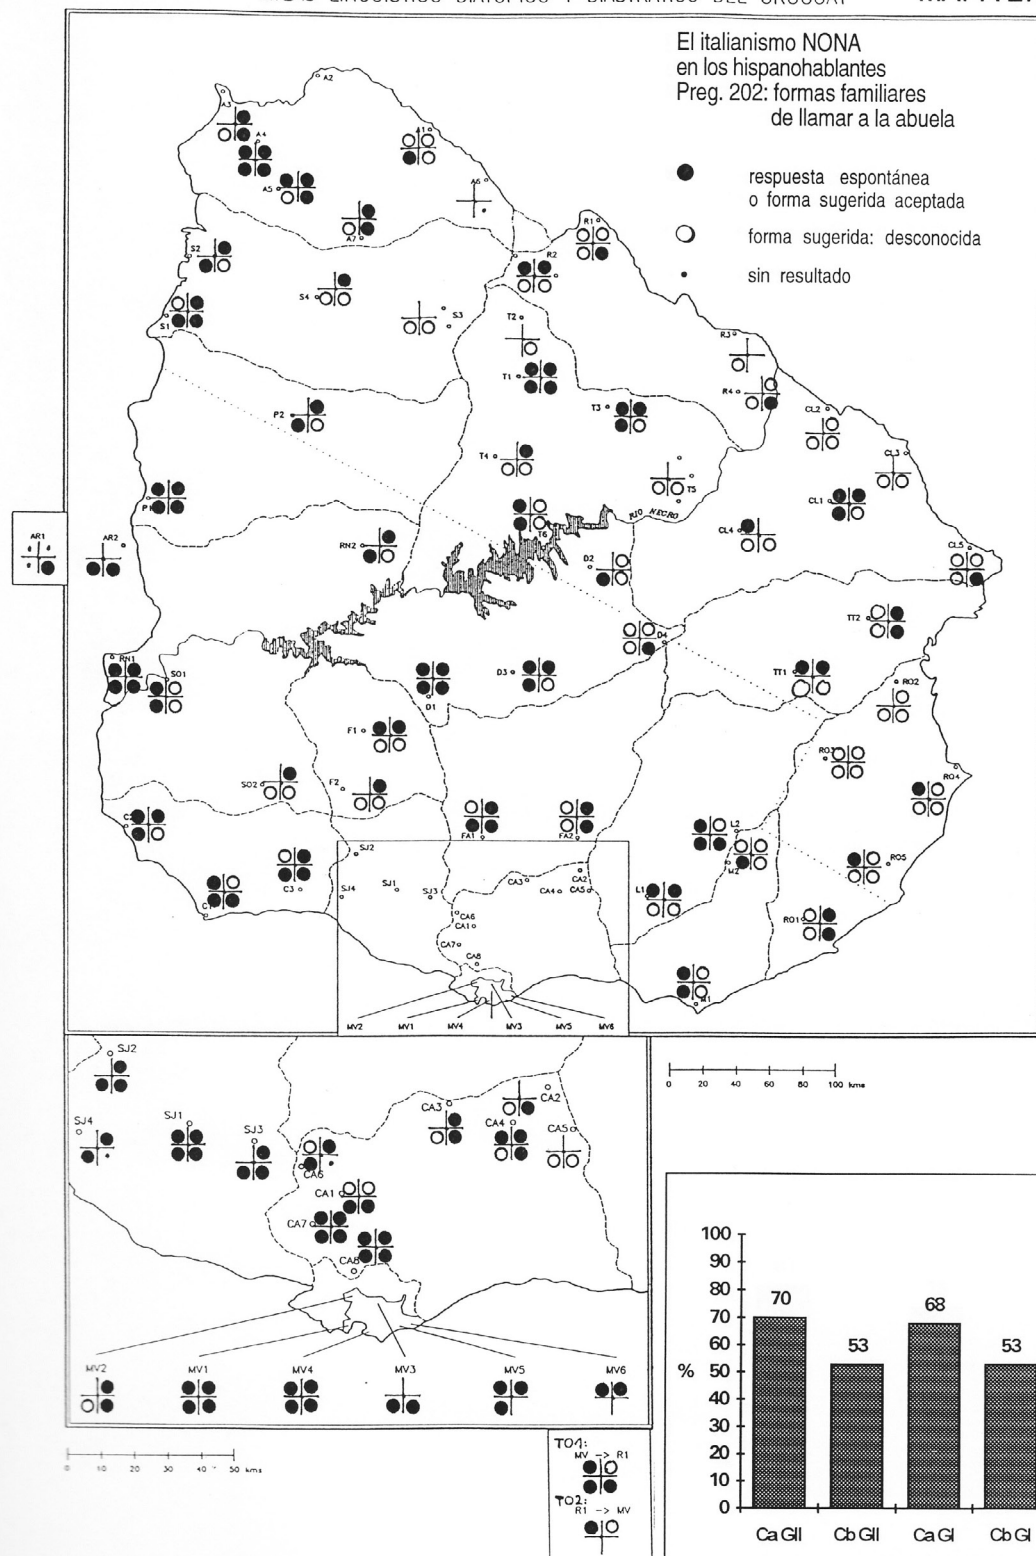 LINGÜISTICO DIATOPICO Y DIASTRATICO DEL URUGUAY
El italianismo NONA
en los hispanohablantes
Preg. 202: formas familiares
de llamar a la abuela
respuesta espontánea
o forma sugerida aceptada
forma sugerida: desconocida
sin resultado
A2
A3
A4
A1
A5
A6
A7
R1
S2
R2
S4
S3
S1
T2
R3
T1
R4
T3
CL2
P2
T4
CL3
T5
P1
CL1
RIO NEGRO
T6
CL4
AR1
AR2
RN2
D2
CL5
TT2
D4
RN1
SO1
D3
TT1
RO2
D1
F1
RO3
SO2
F2
RO4
C2
FA1
FA2
L2
SJ2
M2
RO5
C3
SJ4
SJ1
SJ3
CA3
CA2
CA4
CA5
L1
C1
CA6
CA1
RO1
CA7
CA8
M1
MV2 MV1 MV4 MV3 MV5 MV6
SJ2
CA2
CA3
SJ4
SJ1
SJ3
CA4
CA5
CA6
CA1
CA7
CA8
MV2 MV1 MV4 MV3 MV5 MV6
0 20 40 60 80 100 kms
0 10 20 30 40 50 kms
TO1:
MV -> R1
TO2:
R1 -> MV
100
90
80
70
60
50
40
30
20
10
0
%
70
53
68
53
Ca GII Cb GII Ca GI Cb GI